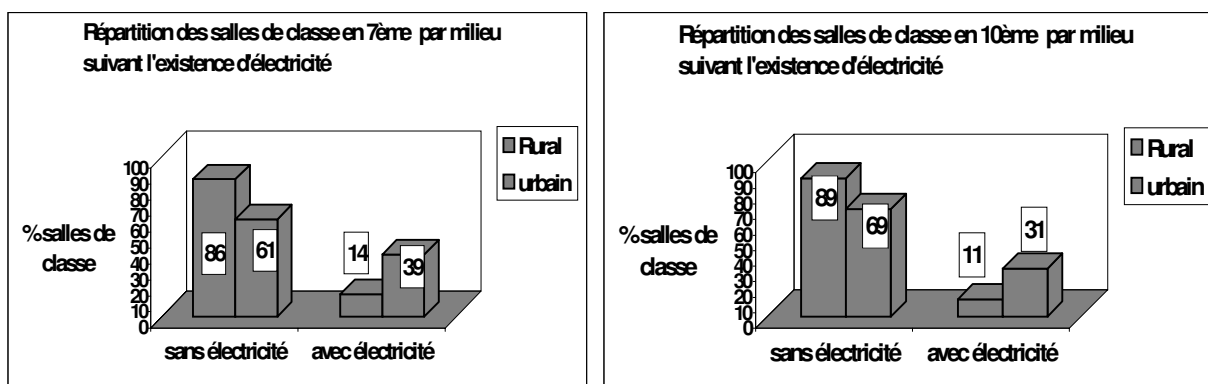 Répartition des salles de classe en 7ème par milieu
suivant l'existence d'électricité
Rural
urbain
100
90
80
70
60
50
40
30
20
10
0
% salles de
classe
86
61
14
39
sans électricité
avec électricité
Répartition des salles de classe en 10ème par milieu
suivant l'existence d'électricité
Rural
urbain
100
90
80
70
60
50
40
30
20
10
0
% salles de
classe
89
69
11
31
sans électricité
avec électricité